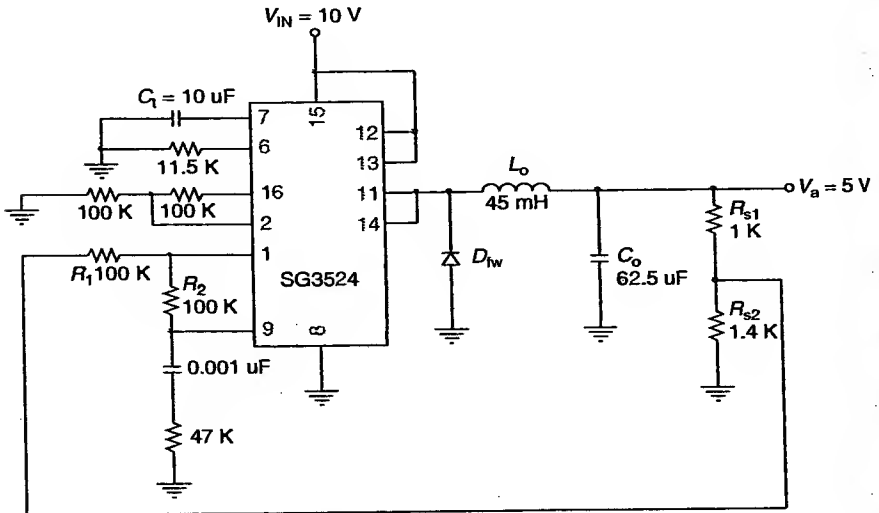 V_IN = 10 V
C_t = 10 uF
7
15
12
6
11.5 K
13
L_o
16
11
V_a = 5 V
100 K
100 K
45 mH
R_s1
1 K
2
14
1
R_1 100 K
D_fw
C_o
62.5 uF
R_2
100 K
SG3524
R_s2
1.4 K
9
8
0.001 uF
47 K